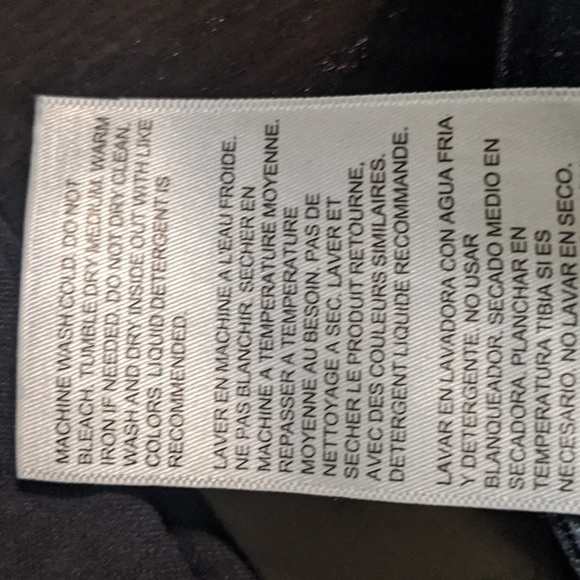 MACHINE WASH COLD. DO NOT
BLEACH. TUMBLE DRY MEDIUM. WARM
IRON IF NEEDED. DO NOT DRY CLEAN.
WASH AND DRY INSIDE OUT WITH LIKE
COLORS. LIQUID DETERGENT IS
RECOMMENDED.
LAVER EN MACHINE A L'EAU FROIDE.
NE PAS BLANCHIR. SECHER EN
MACHINE A TEMPERATURE MOYENNE.
REPASSER A TEMPERATURE
MOYENNE AU BESOIN. PAS DE
NETTOYAGE A SEC. LAVER ET
SECHER LE PRODUIT RETOURNE,
AVEC DES COULEURS SIMILAIRES.
DETERGENT LIQUIDE RECOMMANDE.
LAVAR EN LAVADORA CON AGUA FRIA
Y DETERGENTE. NO USAR
BLANQUEADOR. SECADO MEDIO EN
SECADORA. PLANCHAR EN
TEMPERATURA TIBIA SI ES
NECESARIO. NO LAVAR EN SECO.